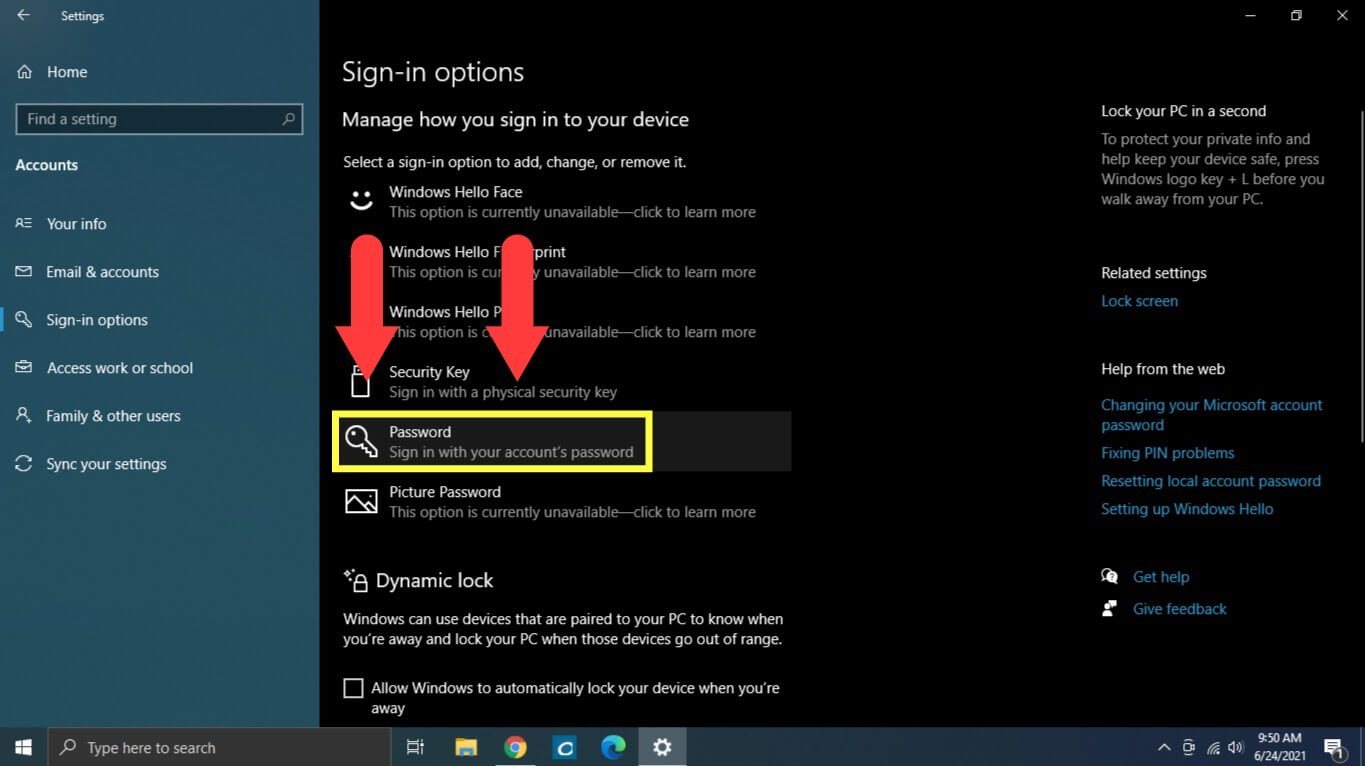 Settings
Home
Find a setting
Accounts
Your info
Email & accounts
Sign-in options
Access work or school
Family & other users
Sync your settings
Sign-in options
Manage how you sign in to your device
Select a sign-in option to add, change, or remove it.
Windows Hello Face
This option is currently unavailable—click to learn more
Windows Hello
This option is unavailable—click to learn more
Windows Hello
This option is unavailable—click to learn more
Security Key
Sign in with a physical security key
Password
Sign in with your account's password
Picture Password
This option is currently unavailable—click to learn more
Dynamic lock
Windows can use devices that are paired to your PC to know when
you're away and lock your PC when those devices go out of range.
Allow Windows to automatically lock your device when you're
away
Lock your PC in a second
To protect your private info and
help keep your device safe, press
Windows logo key + L before you
walk away from your PC.
Related settings
Lock screen
Help from the web
Changing your Microsoft account
password
Fixing PIN problems
Resetting local account password
Setting up Windows Hello
Get help
Give feedback
Type here to search
9:50 AM
6/24/2021
1